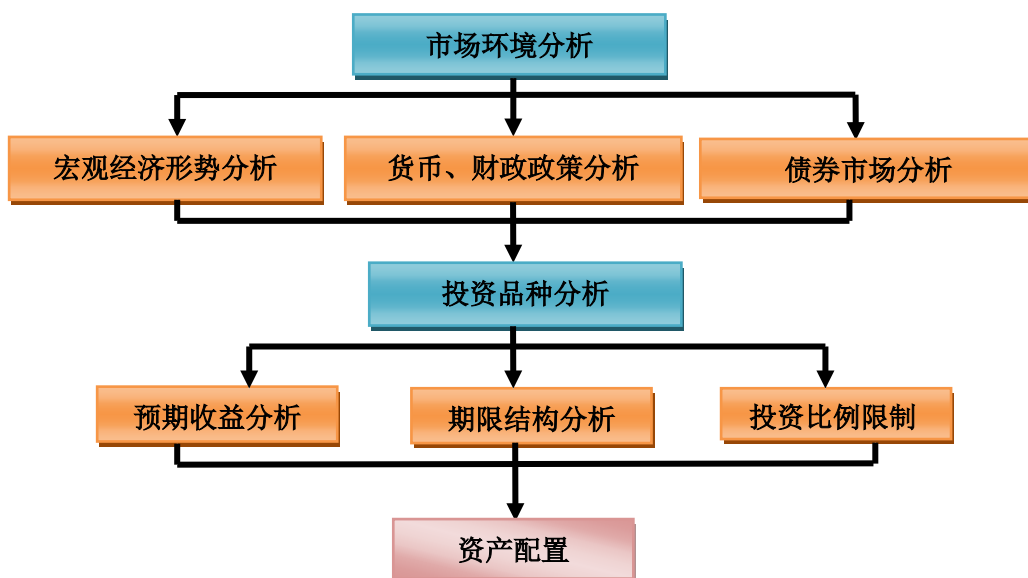 市场环境分析
宏观经济形势分析
货币、财政政策分析
债券市场分析
投资品种分析
预期收益分析
期限结构分析
投资比例限制
资产配置